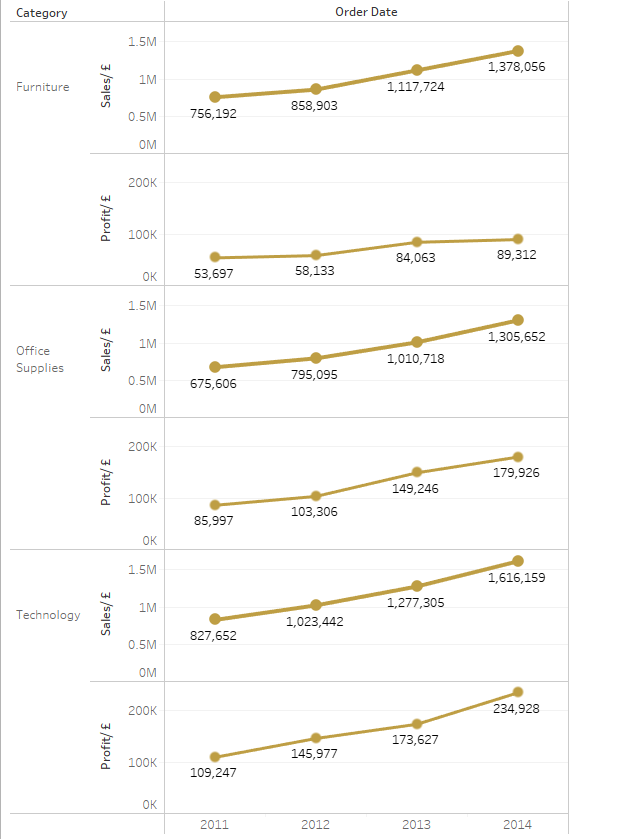 Category
Order Date
Furniture
Sales/ £
1.5M
1M
0.5M
0M
756,192
858,903
1,117,724
1,378,056
Profit/ £
200K
100K
0K
53,697
58,133
84,063
89,312
Office
Supplies
Sales/ £
1.5M
1M
0.5M
0M
675,606
795,095
1,010,718
1,305,652
Profit/ £
200K
100K
0K
85,997
103,306
149,246
179,926
Technology
Sales/ £
1.5M
1M
0.5M
0M
827,652
1,023,442
1,277,305
1,616,159
Profit/ £
200K
100K
0K
109,247
145,977
173,627
234,928
2011
2012
2013
2014